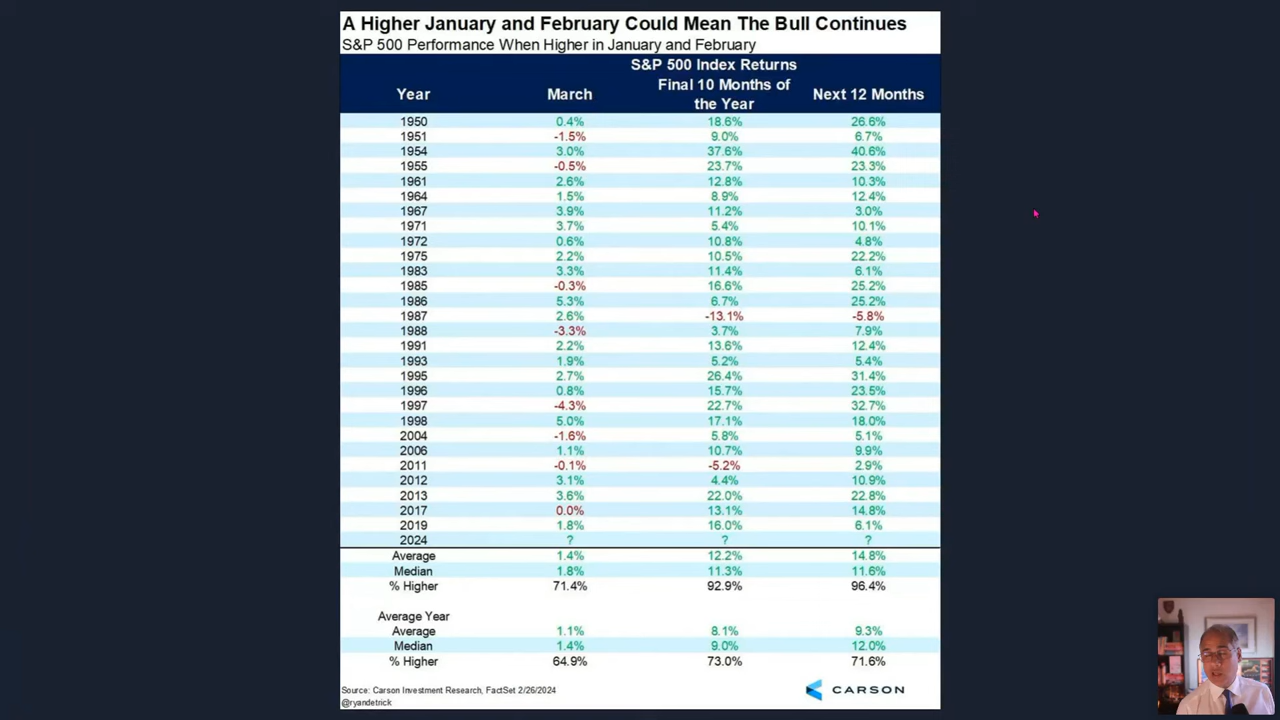 A Higher January and February Could Mean The Bull Continues
S&P 500 Performance When Higher in January and February
S&P 500 Index Returns
Year March Final 10 Months of the Year Next 12 Months
1950 0.4% 18.6% 26.6%
1951 -1.5% 9.0% 6.7%
1954 3.0% 37.6% 40.6%
1955 -0.5% 23.7% 23.3%
1961 2.6% 12.8% 10.3%
1964 1.5% 8.9% 12.4%
1967 3.9% 11.2% 3.0%
1971 3.7% 5.4% 10.1%
1972 0.6% 10.8% 4.8%
1975 2.2% 10.5% 22.2%
1983 3.3% 11.4% 6.1%
1985 -0.3% 16.6% 25.2%
1986 5.3% 6.7% 25.2%
1987 2.6% -13.1% -5.8%
1988 -3.3% 3.7% 7.9%
1991 2.2% 13.6% 12.4%
1993 1.9% 5.2% 5.4%
1995 2.7% 26.4% 31.4%
1996 0.8% 15.7% 23.5%
1997 -4.3% 22.7% 32.7%
1998 5.0% 17.1% 18.0%
2004 -1.6% 5.8% 5.1%
2006 1.1% 10.7% 9.9%
2011 -0.1% -5.2% 2.9%
2012 3.1% 4.4% 10.9%
2013 3.6% 22.0% 22.8%
2017 0.0% 13.1% 14.8%
2019 1.8% 16.0% 6.1%
2024 ? ? ?
Average 1.4% 12.2% 14.8%
Median 1.8% 11.3% 11.6%
% Higher 71.4% 92.9% 96.4%
Average Year
Average 1.1% 8.1% 9.3%
Median 1.4% 9.0% 12.0%
% Higher 64.9% 73.0% 71.6%
Source: Carson Investment Research, FactSet 2/26/2024
@ryandetrick
CARSON